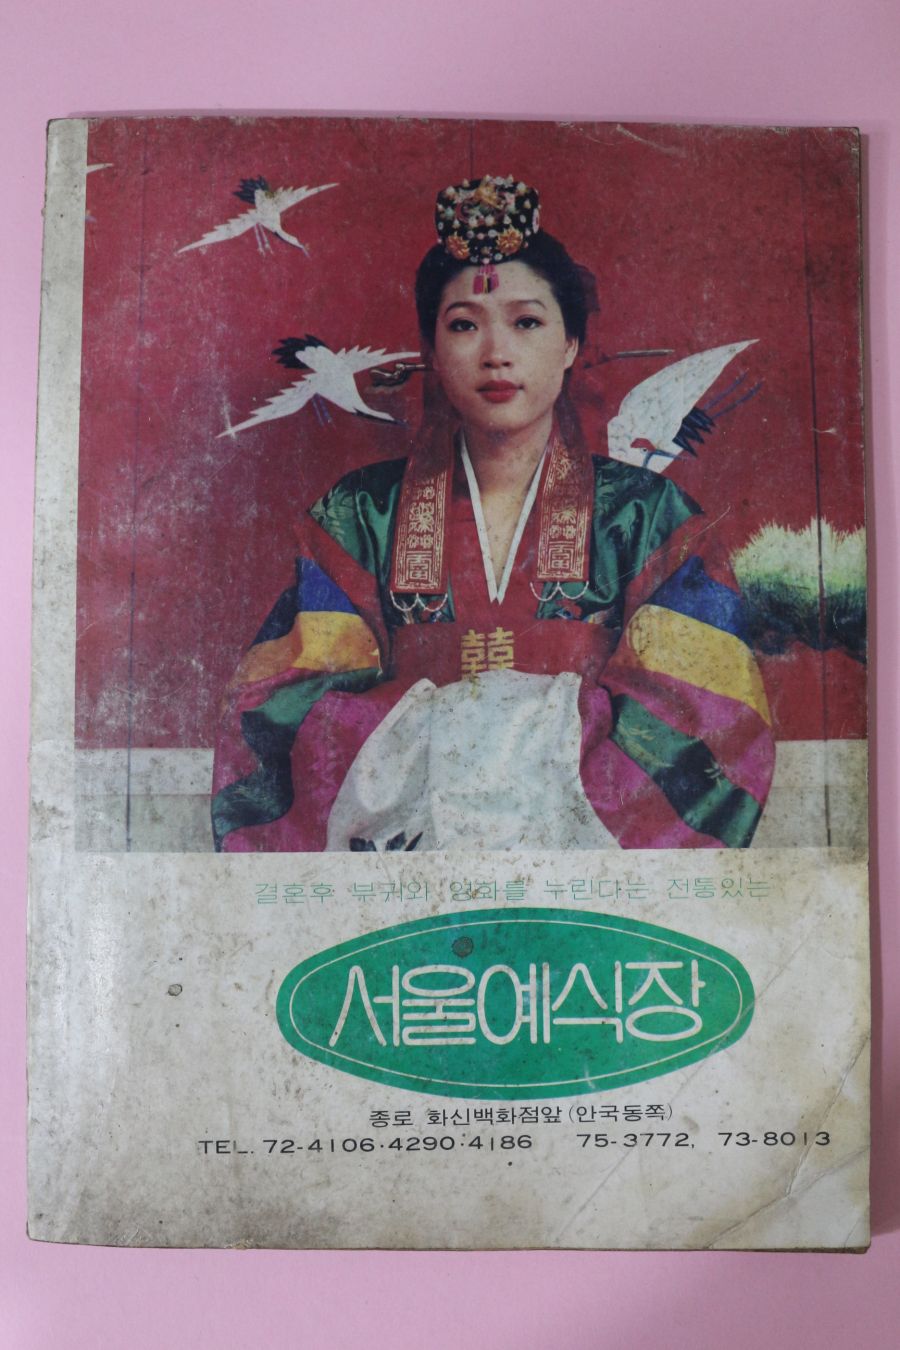 囍
결혼후 부귀와 영화를 누린다는 전통있는
서울예식장
종로 화신백화점앞(안국동쪽)
TEL. 72-4106·4290·4186 75-3772, 73-8013